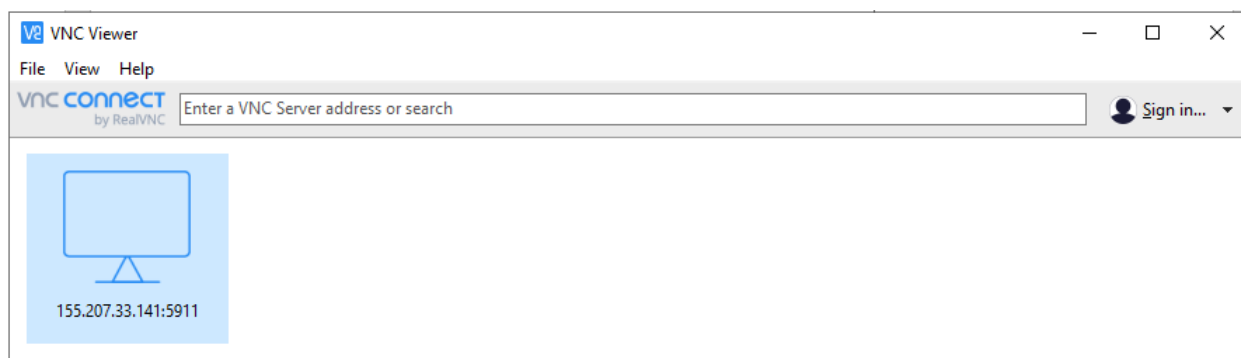 VNC Viewer
File View Help
vnc connect
by RealVNC
Enter a VNC Server address or search
Sign in...
155.207.33.141:5911